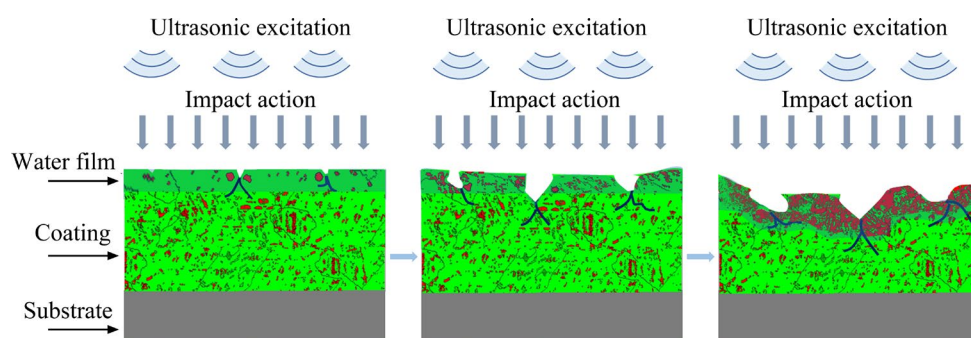 Ultrasonic excitation
Ultrasonic excitation
Ultrasonic excitation
Impact action
Impact action
Impact action
Water film
Coating
Substrate